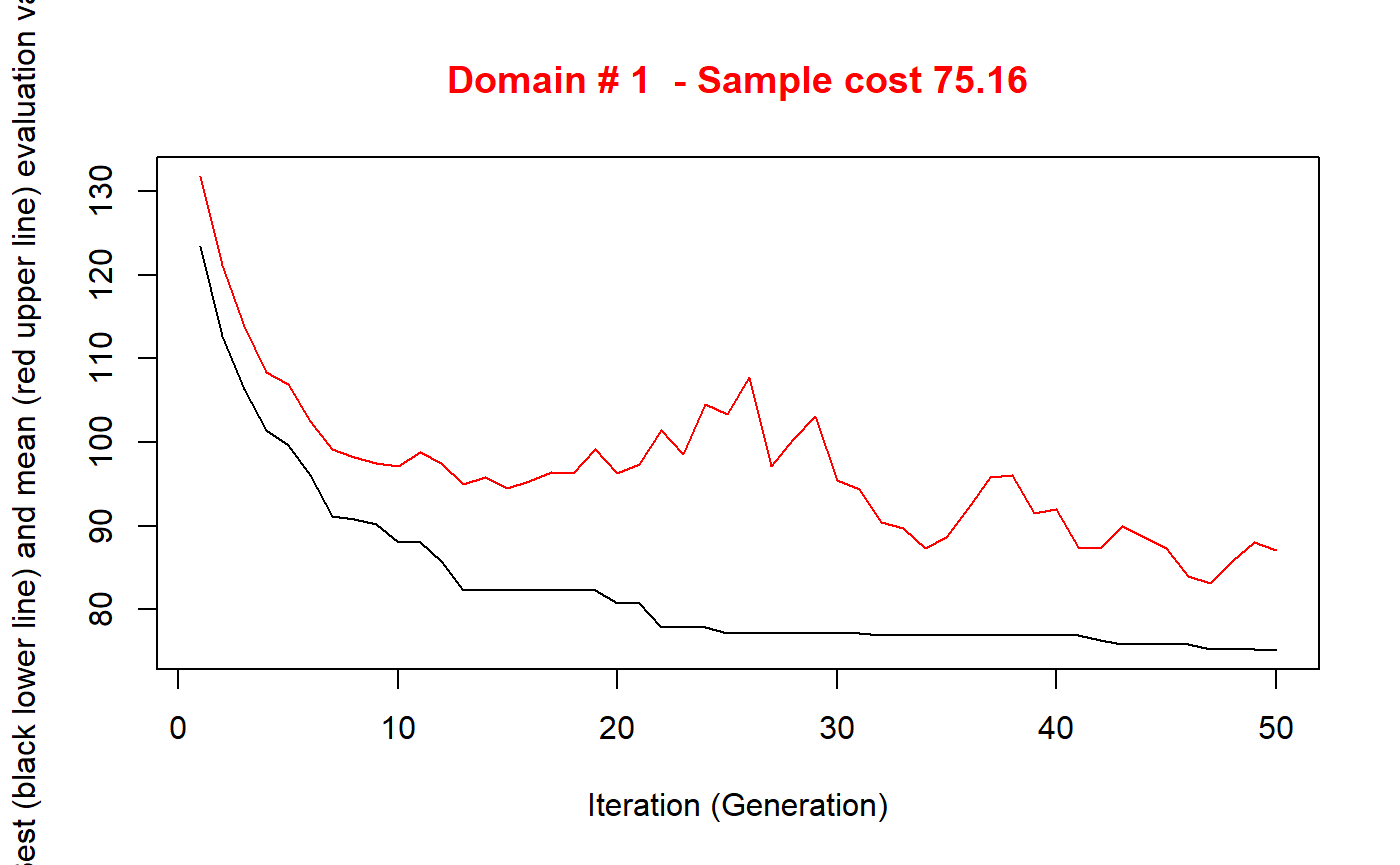 Domain # 1  - Sample cost 75.16
est (black lower line) and mean (red upper line) evaluation va
130
120
110
100
90
80
0 10 20 30 40 50
Iteration (Generation)